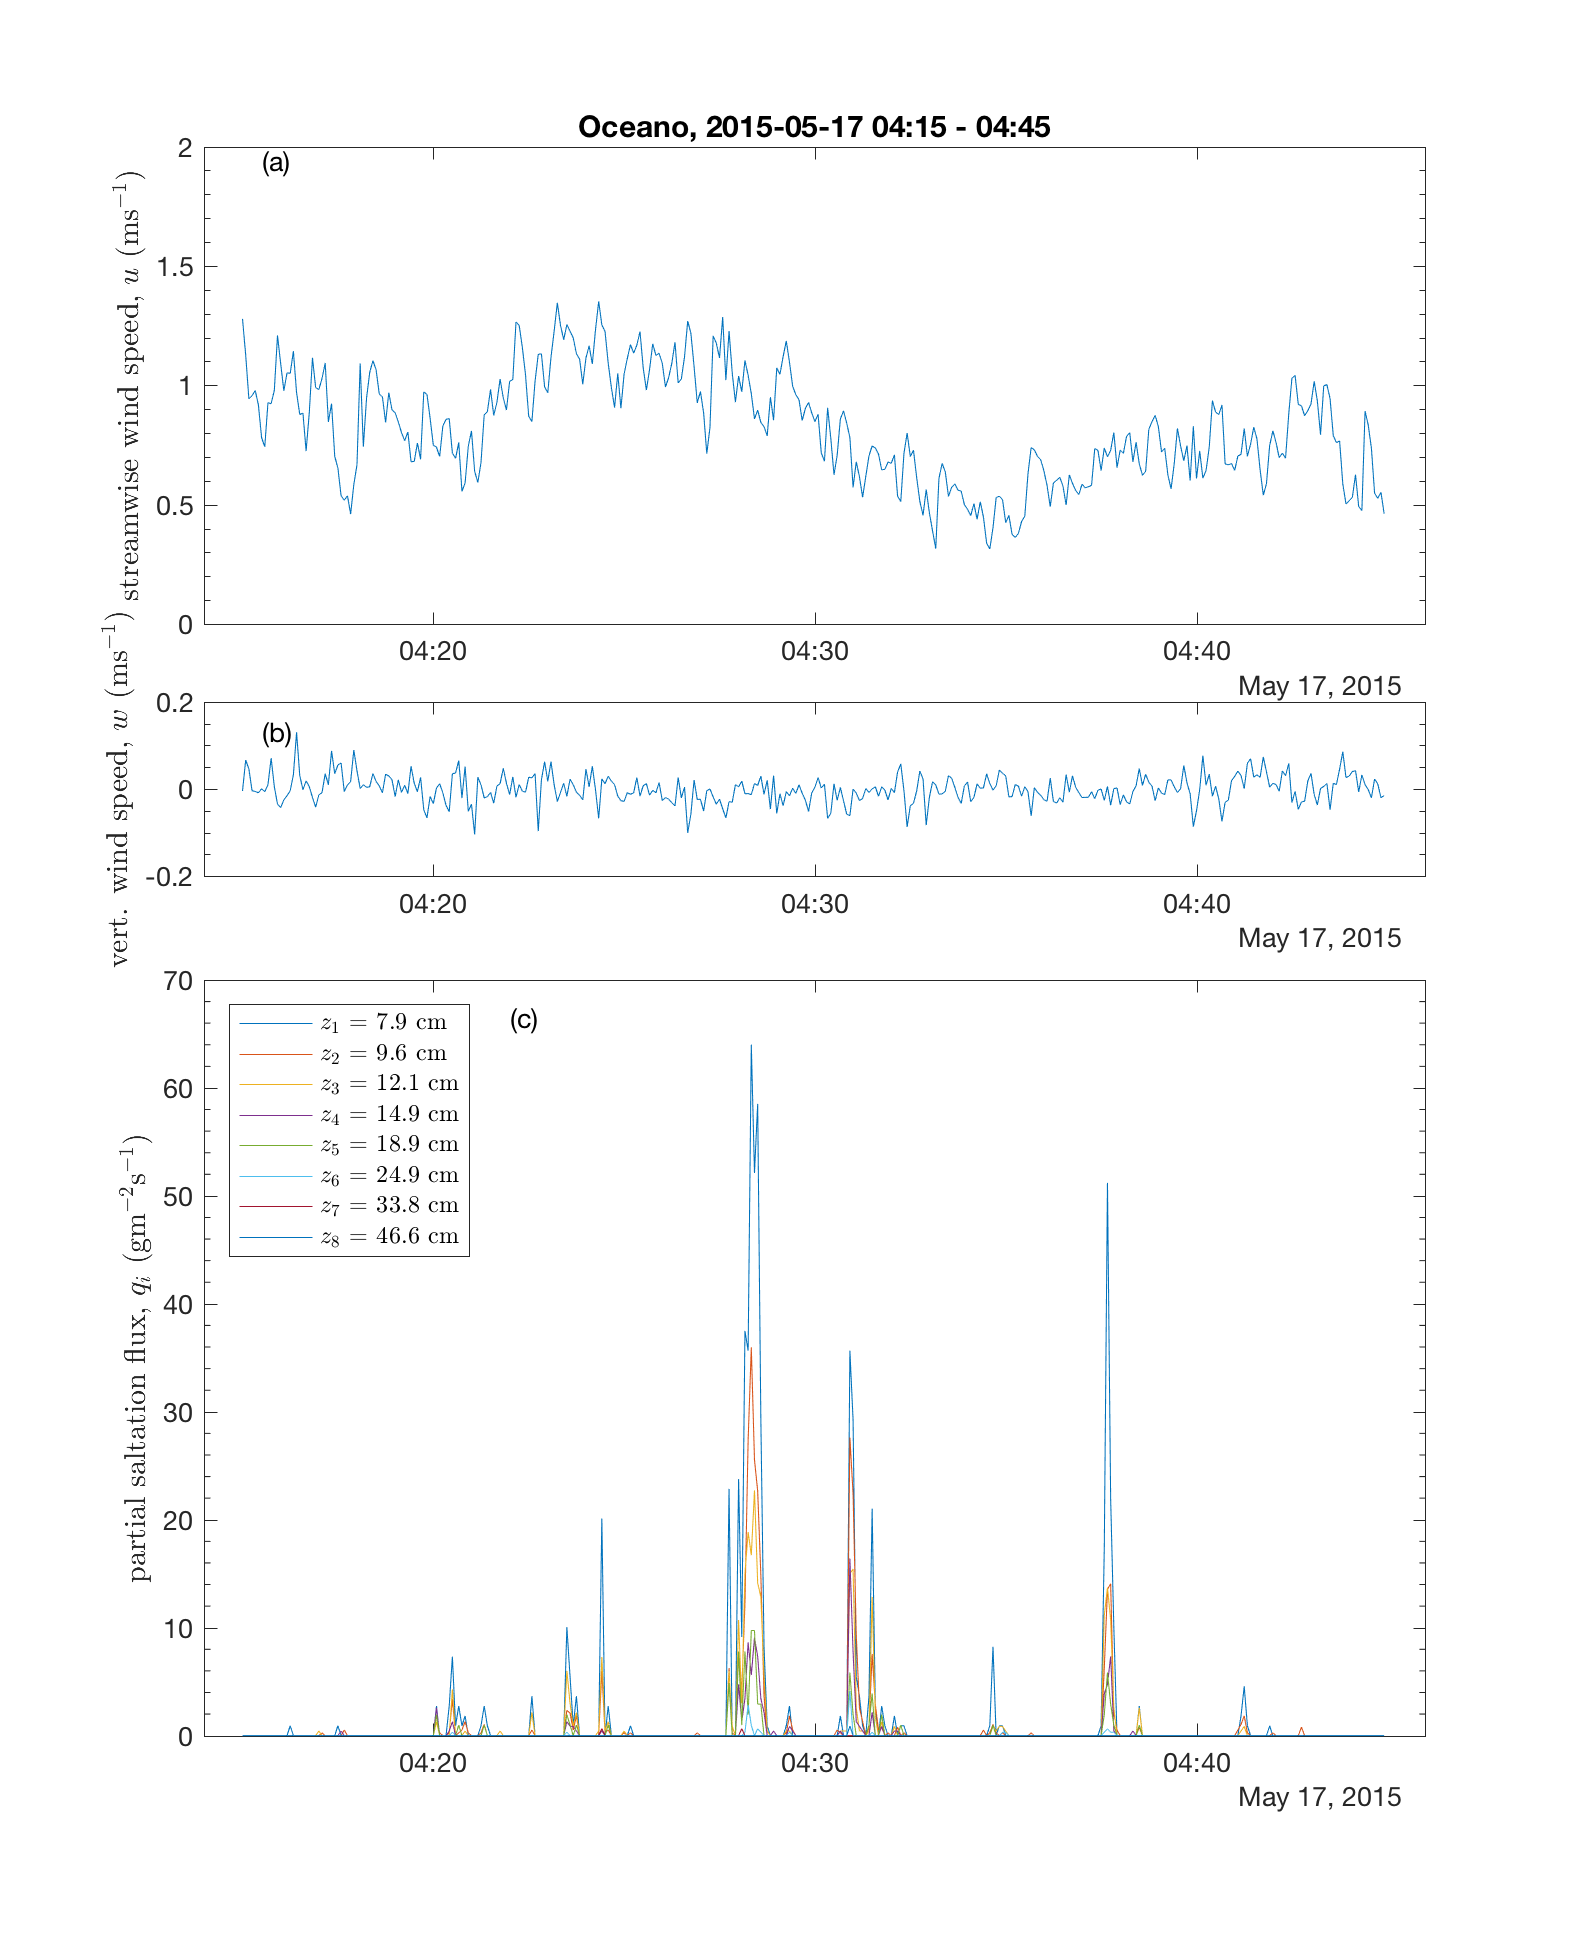 Oceano, 2015-05-17 04:15 - 04:45
(a)
streamwise wind speed, u (ms⁻¹)
2
1.5
1
0.5
0
04:20 04:30 04:40
May 17, 2015
(b)
vert. wind speed, w (ms⁻¹)
0.2
0
-0.2
04:20 04:30 04:40
May 17, 2015
(c)
partial saltation flux, qᵢ (gm⁻²s⁻¹)
70
60
50
40
30
20
10
0
z₁ = 7.9 cm
z₂ = 9.6 cm
z₃ = 12.1 cm
z₄ = 14.9 cm
z₅ = 18.9 cm
z₆ = 24.9 cm
z₇ = 33.8 cm
z₈ = 46.6 cm
04:20 04:30 04:40
May 17, 2015